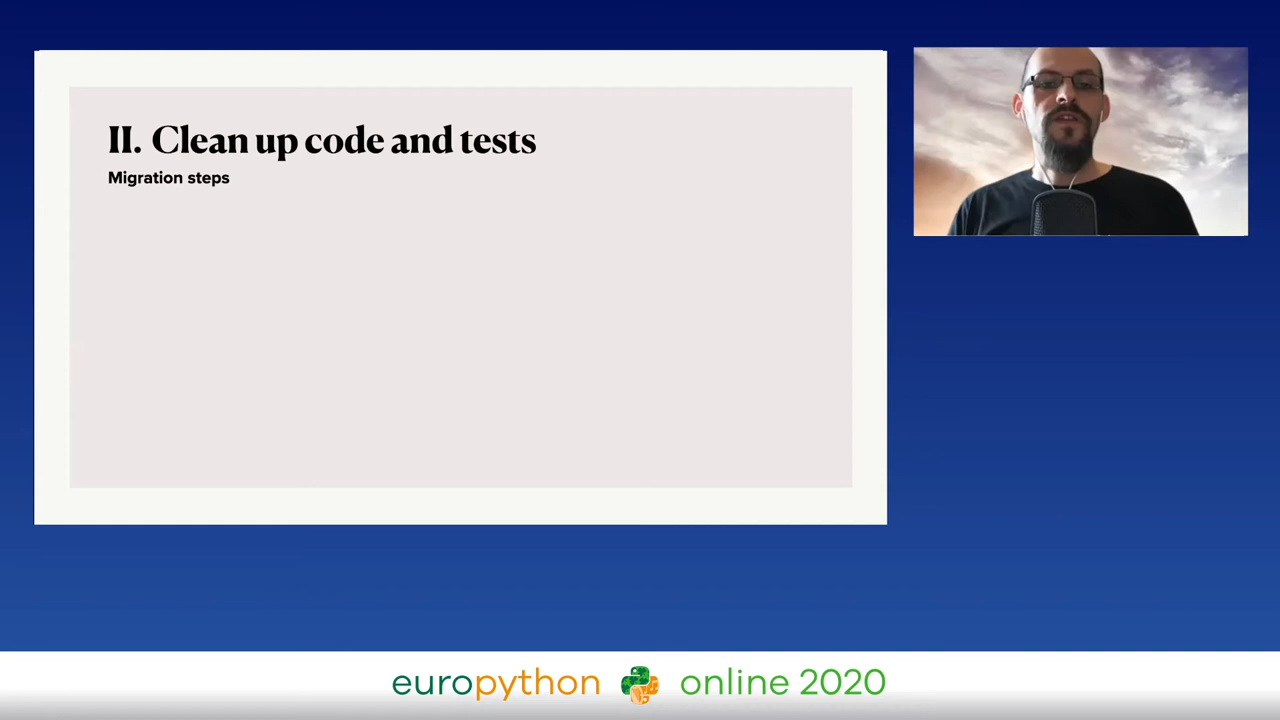 II. Clean up code and tests
Migration steps
europython online 2020